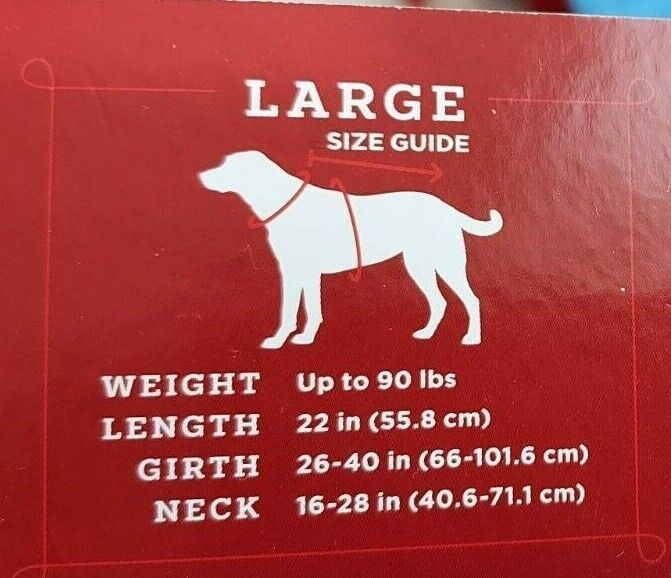 LARGE
SIZE GUIDE
WEIGHT Up to 90 lbs
LENGTH 22 in (55.8 cm)
GIRTH 26-40 in (66-101.6 cm)
NECK 16-28 in (40.6-71.1 cm)